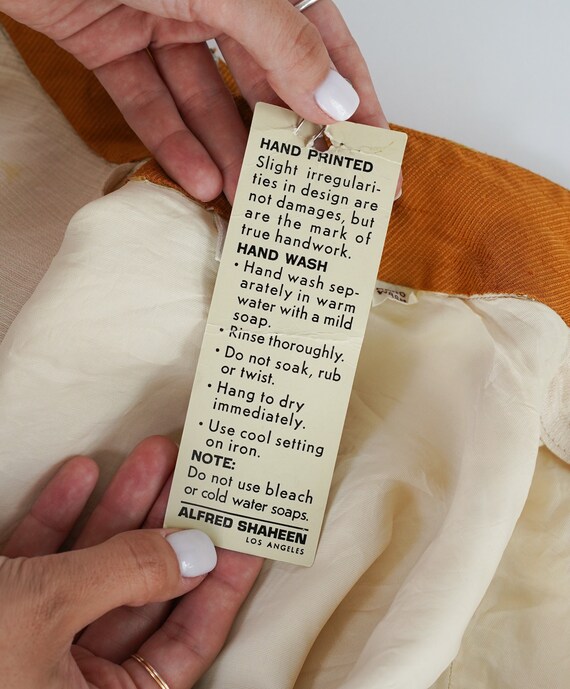 HAND PRINTED
Slight irregulari-
ties in design are
not damages, but
are the mark of
true handwork.
HAND WASH
• Hand wash sep-
arately in warm
water with a mild
soap.
• Rinse thoroughly.
• Do not soak, rub
or twist.
• Hang to dry
immediately.
• Use cool setting
on iron.
NOTE:
Do not use bleach
or cold water soaps.
ALFRED SHAHEEN
LOS ANGELES